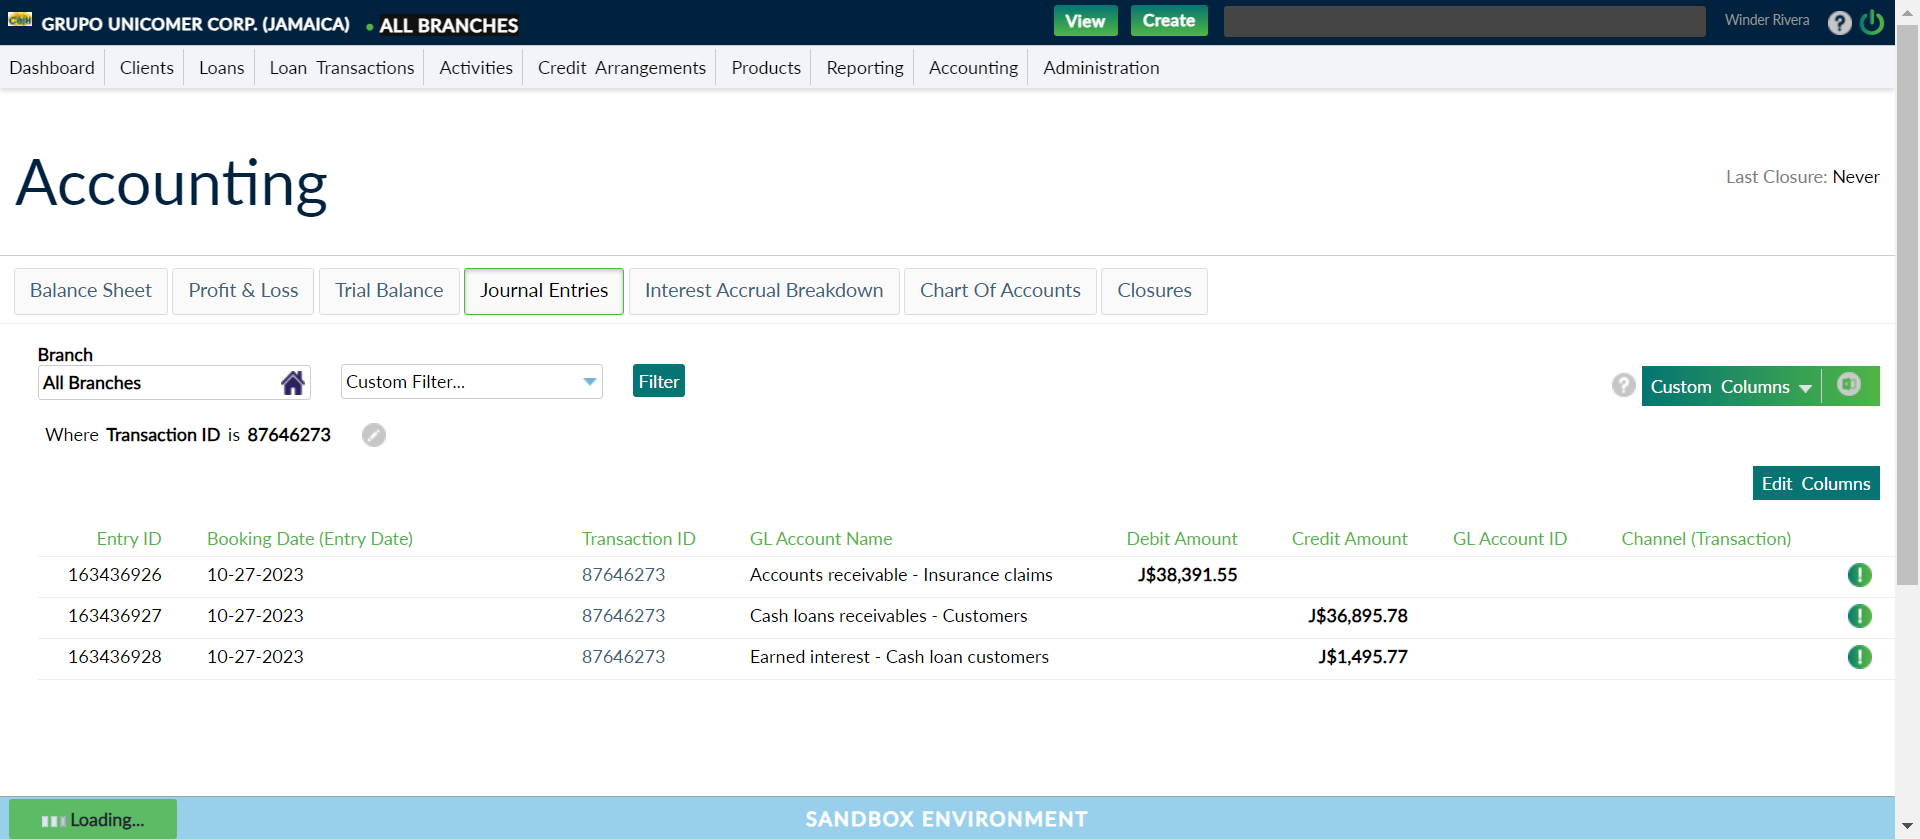 Cash GRUPO UNICOMER CORP. (JAMAICA) • ALL BRANCHES View Create Winder Rivera ?
Dashboard Clients Loans Loan Transactions Activities Credit Arrangements Products Reporting Accounting Administration
Accounting
Last Closure: Never
Balance Sheet Profit & Loss Trial Balance Journal Entries Interest Accrual Breakdown Chart Of Accounts Closures
Branch
All Branches Custom Filter... Filter ? Custom Columns
Where Transaction ID is 87646273
Edit Columns
Entry ID Booking Date (Entry Date) Transaction ID GL Account Name Debit Amount Credit Amount GL Account ID Channel (Transaction)
163436926 10-27-2023 87646273 Accounts receivable - Insurance claims J$38,391.55
163436927 10-27-2023 87646273 Cash loans receivables - Customers J$36,895.78
163436928 10-27-2023 87646273 Earned interest - Cash loan customers J$1,495.77
Loading... SANDBOX ENVIRONMENT